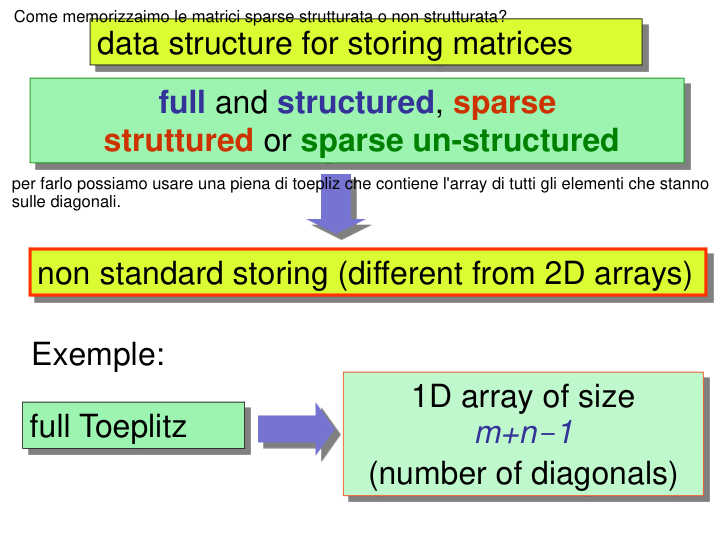 Come memorizzaimo le matrici sparse strutturata o non strutturata?
data structure for storing matrices
full and structured, sparse
struttured or sparse un-structured
per farlo possiamo usare una piena di toepliz che contiene l'array di tutti gli elementi che stanno
sulle diagonali.
non standard storing (different from 2D arrays)
Exemple:
full Toeplitz
1D array of size
m+n−1
(number of diagonals)